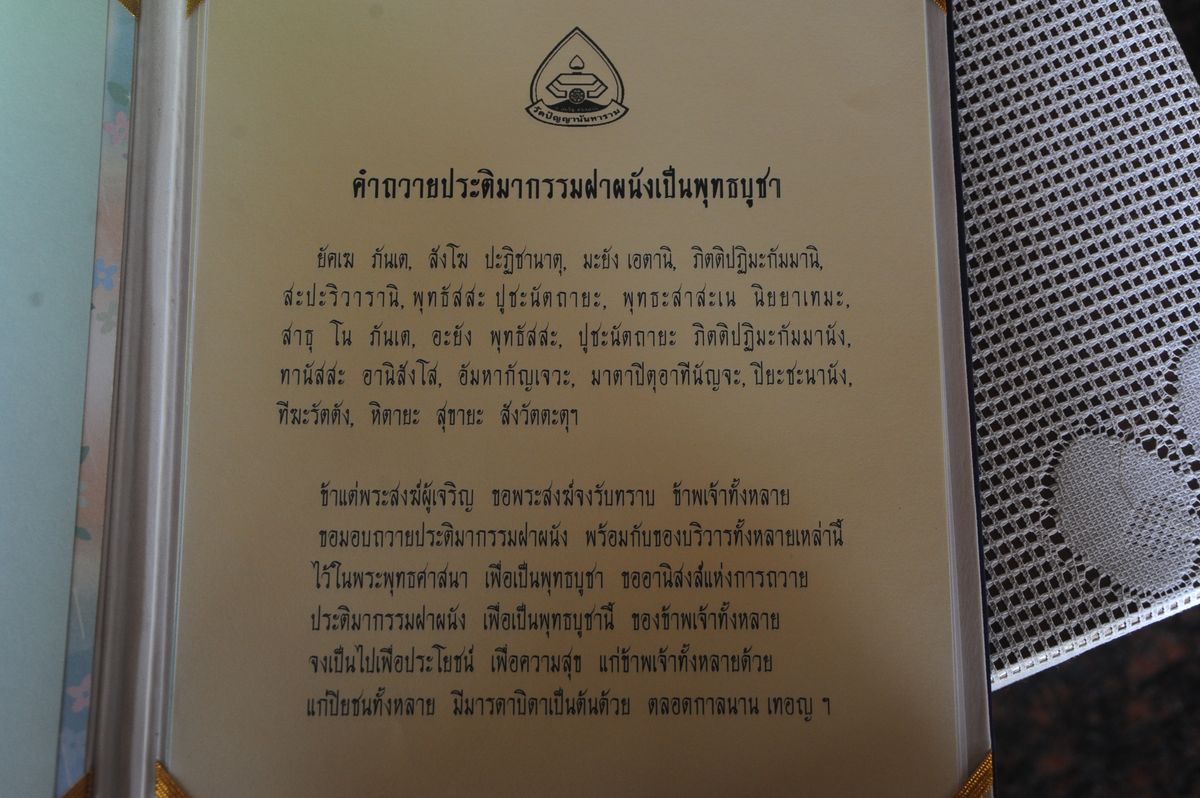 วัดปัญญานันทาราม
คำถวายประติมากรรมฝาผนังเป็นพุทธบูชา
ยัคเฆ ภันเต, สังโฆ ปะฏิชานาตุ, มะยัง เอตานิ, ภิตติปฏิมะกัมมานิ,
สะปะริวารานิ, พุทธัสสะ ปูชะนัตถายะ, พุทธะสาสะเน นิยยาเทมะ,
สาธุ โน ภันเต, อะยัง พุทธัสสะ, ปูชะนัตถายะ ภิตติปฏิมะกัมมานัง,
ทานัสสะ อานิสังโส, อัมหากัญเจวะ, มาตาปิตุอาทีนัญจะ, ปิยะชะนานัง,
ทีฆะรัตตัง, หิตายะ สุขายะ สังวัตตะตุฯ
ข้าแต่พระสงฆ์ผู้เจริญ ขอพระสงฆ์จงรับทราบ ข้าพเจ้าทั้งหลาย
ขอมอบถวายประติมากรรมฝาผนัง พร้อมกับของบริวารทั้งหลายเหล่านี้
ไว้ในพระพุทธศาสนา เพื่อเป็นพุทธบูชา ขออานิสงส์แห่งการถวาย
ประติมากรรมฝาผนัง เพื่อเป็นพุทธบูชานี้ ของข้าพเจ้าทั้งหลาย
จงเป็นไปเพื่อประโยชน์ เพื่อความสุข แก่ข้าพเจ้าทั้งหลายด้วย
แก่ปิยชนทั้งหลาย มีมารดาบิดาเป็นต้นด้วย ตลอดกาลนาน เทอญ ฯ